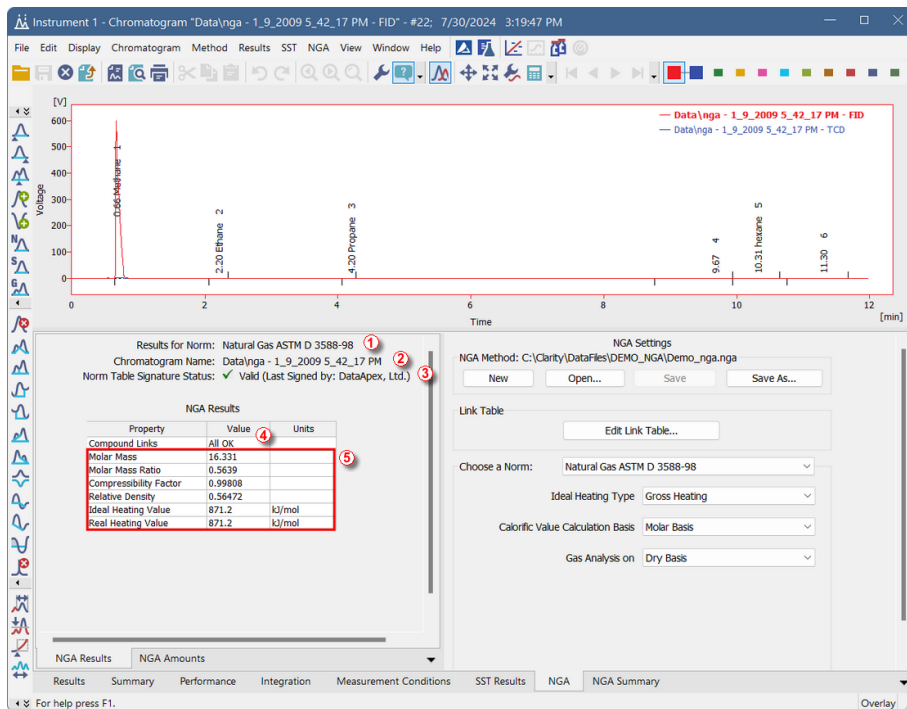 Instrument 1 - Chromatogram "Data\nga - 1_9_2009 5_42_17 PM - FID" - #22;  7/30/2024  3:19:47 PM
File Edit Display Chromatogram Method Results SST NGA View Window Help
[V]
600
500
400
300
200
100
0
Voltage
Data\nga - 1_9_2009 5_42_17 PM - FID
Data\nga - 1_9_2009 5_42_17 PM - TCD
0.66 Methane 1
2.20 Ethane 2
4.20 Propane 3
9.67 4
10.31 hexane 5
11.30 6
0 2 4 6 8 10 12
Time
[min]
Results for Norm: Natural Gas ASTM D 3588-98 1
Chromatogram Name: Data\nga - 1_9_2009 5_42_17 PM 2
Norm Table Signature Status: ✓ Valid (Last Signed by: DataApex, Ltd.) 3
NGA Results
Property Value Units
4
Compound Links All OK
5
Molar Mass 16.331
Molar Mass Ratio 0.5639
Compressibility Factor 0.99808
Relative Density 0.56472
Ideal Heating Value 871.2 kJ/mol
Real Heating Value 871.2 kJ/mol
NGA Results NGA Amounts
NGA Settings
NGA Method: C:\Clarity\DataFiles\DEMO_NGA\Demo_nga.nga
New Open... Save Save As...
Link Table
Edit Link Table...
Choose a Norm: Natural Gas ASTM D 3588-98
Ideal Heating Type Gross Heating
Calorific Value Calculation Basis Molar Basis
Gas Analysis on Dry Basis
Results Summary Performance Integration Measurement Conditions SST Results NGA NGA Summary
For help press F1. Overlay